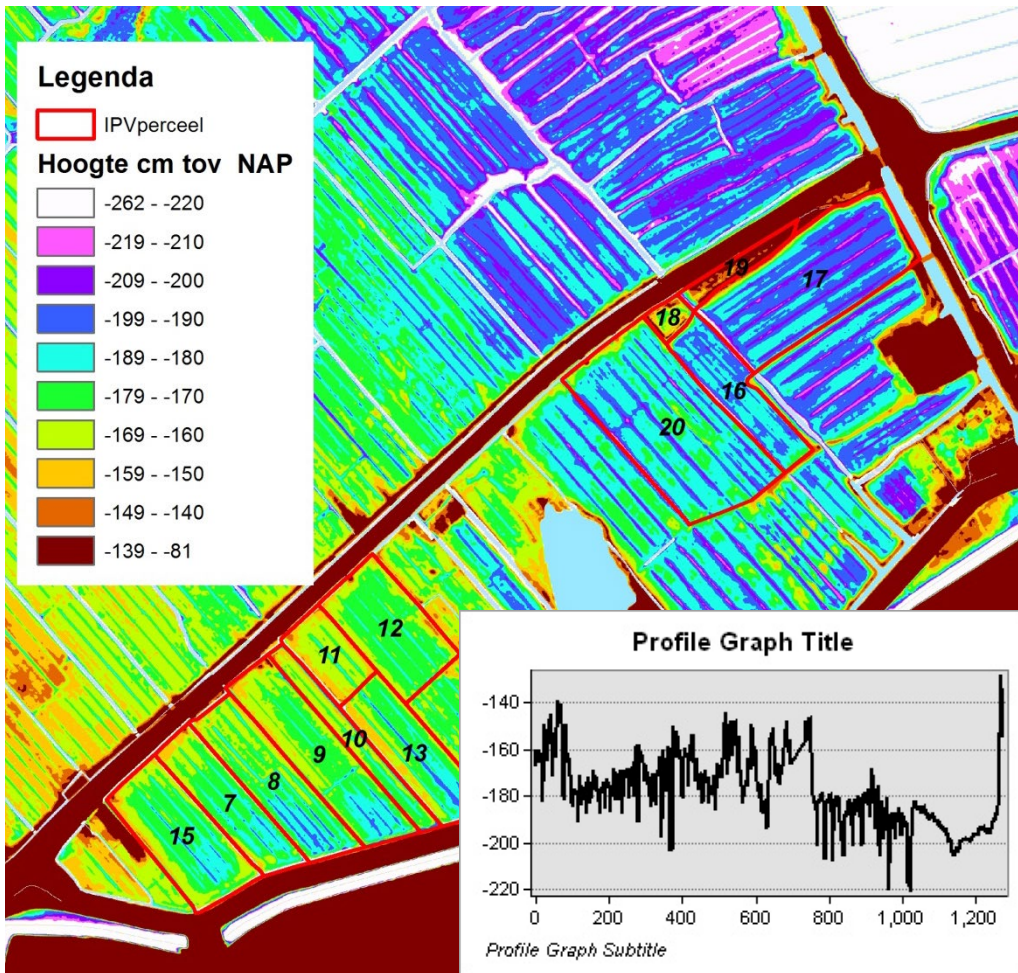 Legenda
IPVperceel
Hoogte cm tov NAP
-262 - -220
-219 - -210
-209 - -200
-199 - -190
-189 - -180
-179 - -170
-169 - -160
-159 - -150
-149 - -140
-139 - -81
19
17
18
16
20
12
11
9
10
13
8
7
15
Profile Graph Title
-140
-160
-180
-200
-220
0 200 400 600 800 1,000 1,200
Profile Graph Subtitle